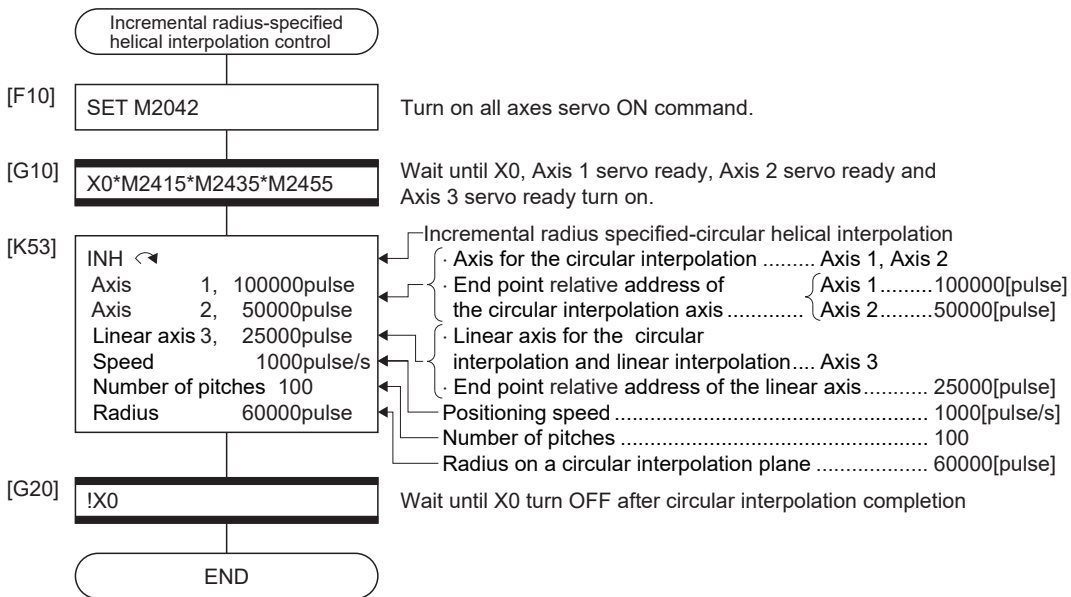 Incremental radius-specified
helical interpolation control
[F10]
SET M2042
Turn on all axes servo ON command.
[G10]
X0*M2415*M2435*M2455
Wait until X0, Axis 1 servo ready, Axis 2 servo ready and
Axis 3 servo ready turn on.
[K53]
INH
Axis 1, 100000pulse
Axis 2, 50000pulse
Linear axis 3, 25000pulse
Speed 1000pulse/s
Number of pitches 100
Radius 60000pulse
Incremental radius specified-circular helical interpolation
· Axis for the circular interpolation ......... Axis 1, Axis 2
· End point relative address of
the circular interpolation axis .............
Axis 1.........100000[pulse]
Axis 2.........50000[pulse]
· Linear axis for the circular
interpolation and linear interpolation.... Axis 3
· End point relative address of the linear axis........... 25000[pulse]
Positioning speed ..................................................... 1000[pulse/s]
Number of pitches .................................................... 100
Radius on a circular interpolation plane ................... 60000[pulse]
[G20]
!X0
Wait until X0 turn OFF after circular interpolation completion
END